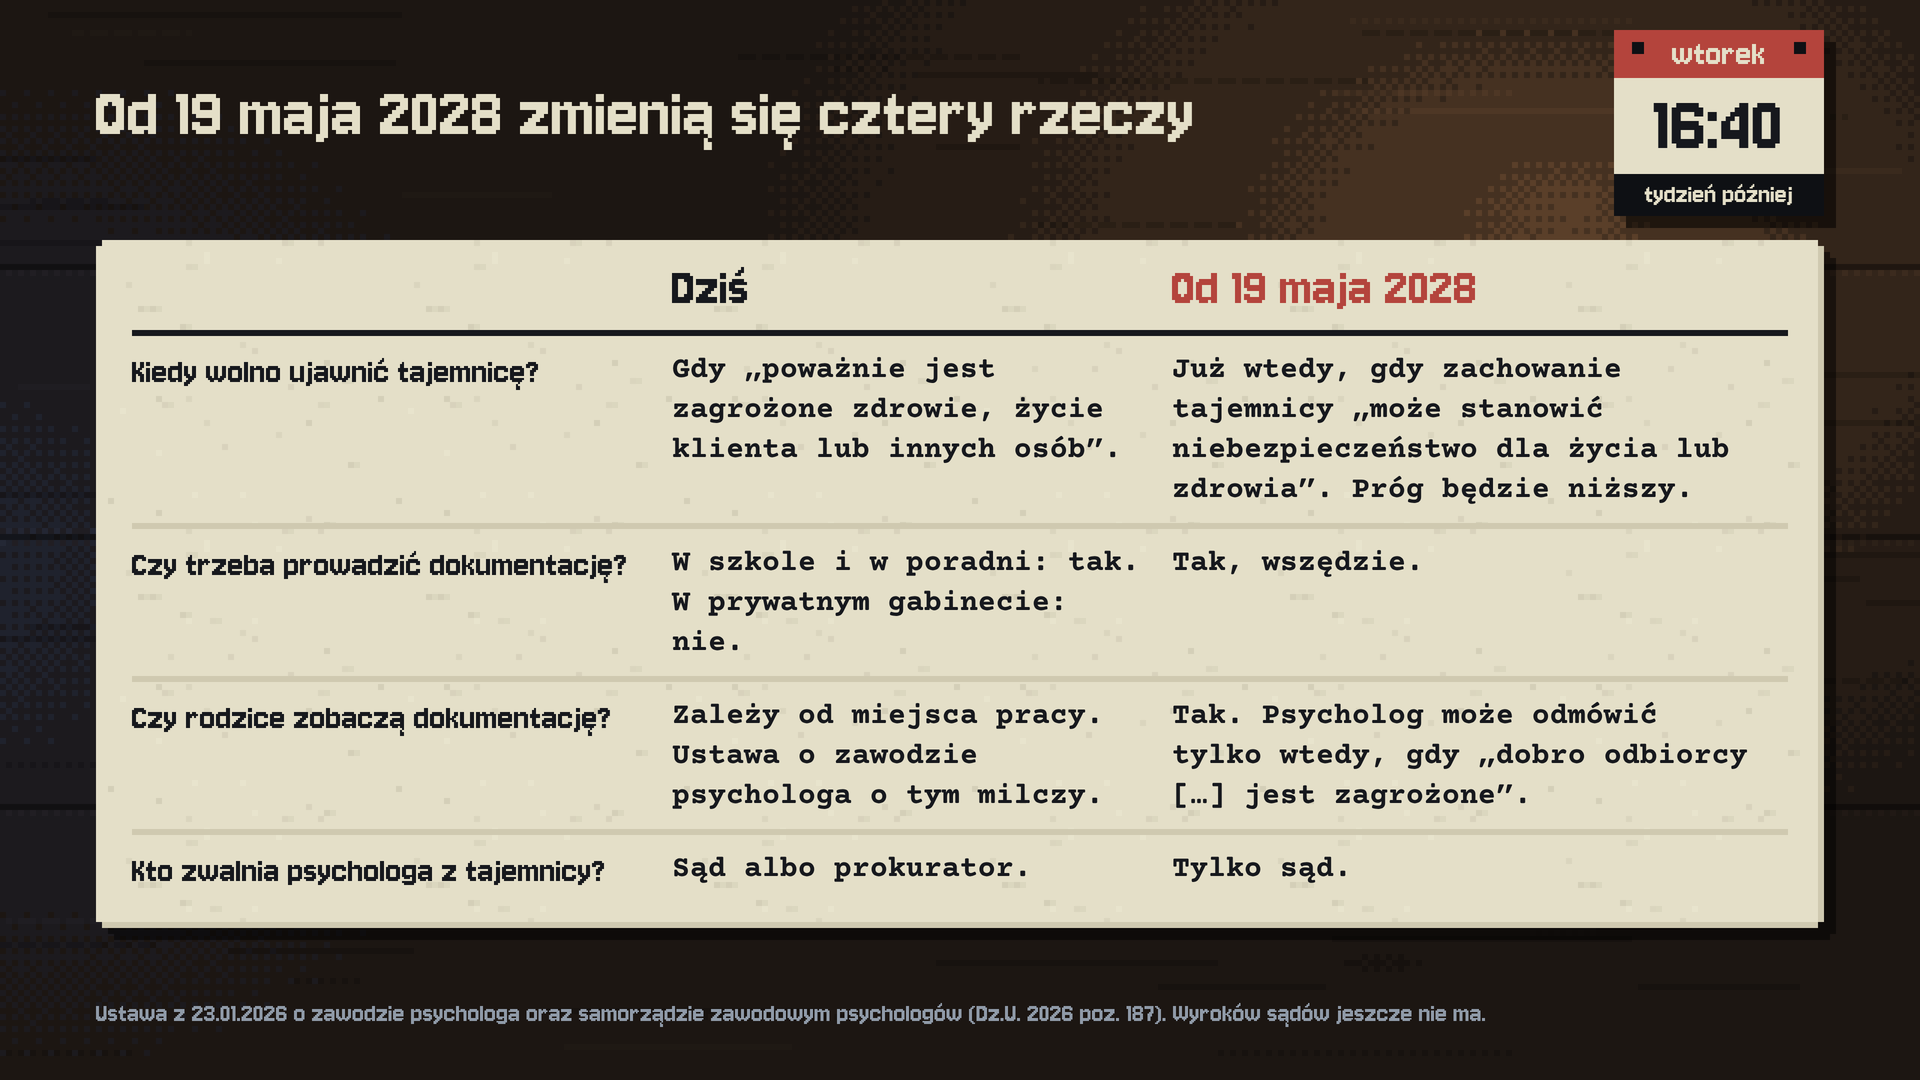 Od 19 maja 2028 zmienią się cztery rzeczy
wtorek
16:40
tydzień później
Dziś
Od 19 maja 2028
Kiedy wolno ujawnić tajemnicę?
Gdy „poważnie jest
zagrożone zdrowie, życie
klienta lub innych osób”.
Już wtedy, gdy zachowanie
tajemnicy „może stanowić
niebezpieczeństwo dla życia lub
zdrowia”. Próg będzie niższy.
Czy trzeba prowadzić dokumentację?
W szkole i w poradni: tak.
W prywatnym gabinecie:
nie.
Tak, wszędzie.
Czy rodzice zobaczą dokumentację?
Zależy od miejsca pracy.
Ustawa o zawodzie
psychologa o tym milczy.
Tak. Psycholog może odmówić
tylko wtedy, gdy „dobro odbiorcy
[…] jest zagrożone”.
Kto zwalnia psychologa z tajemnicy?
Sąd albo prokurator.
Tylko sąd.
Ustawa z 23.01.2026 o zawodzie psychologa oraz samorządzie zawodowym psychologów (Dz.U. 2026 poz. 187). Wyroków sądów jeszcze nie ma.